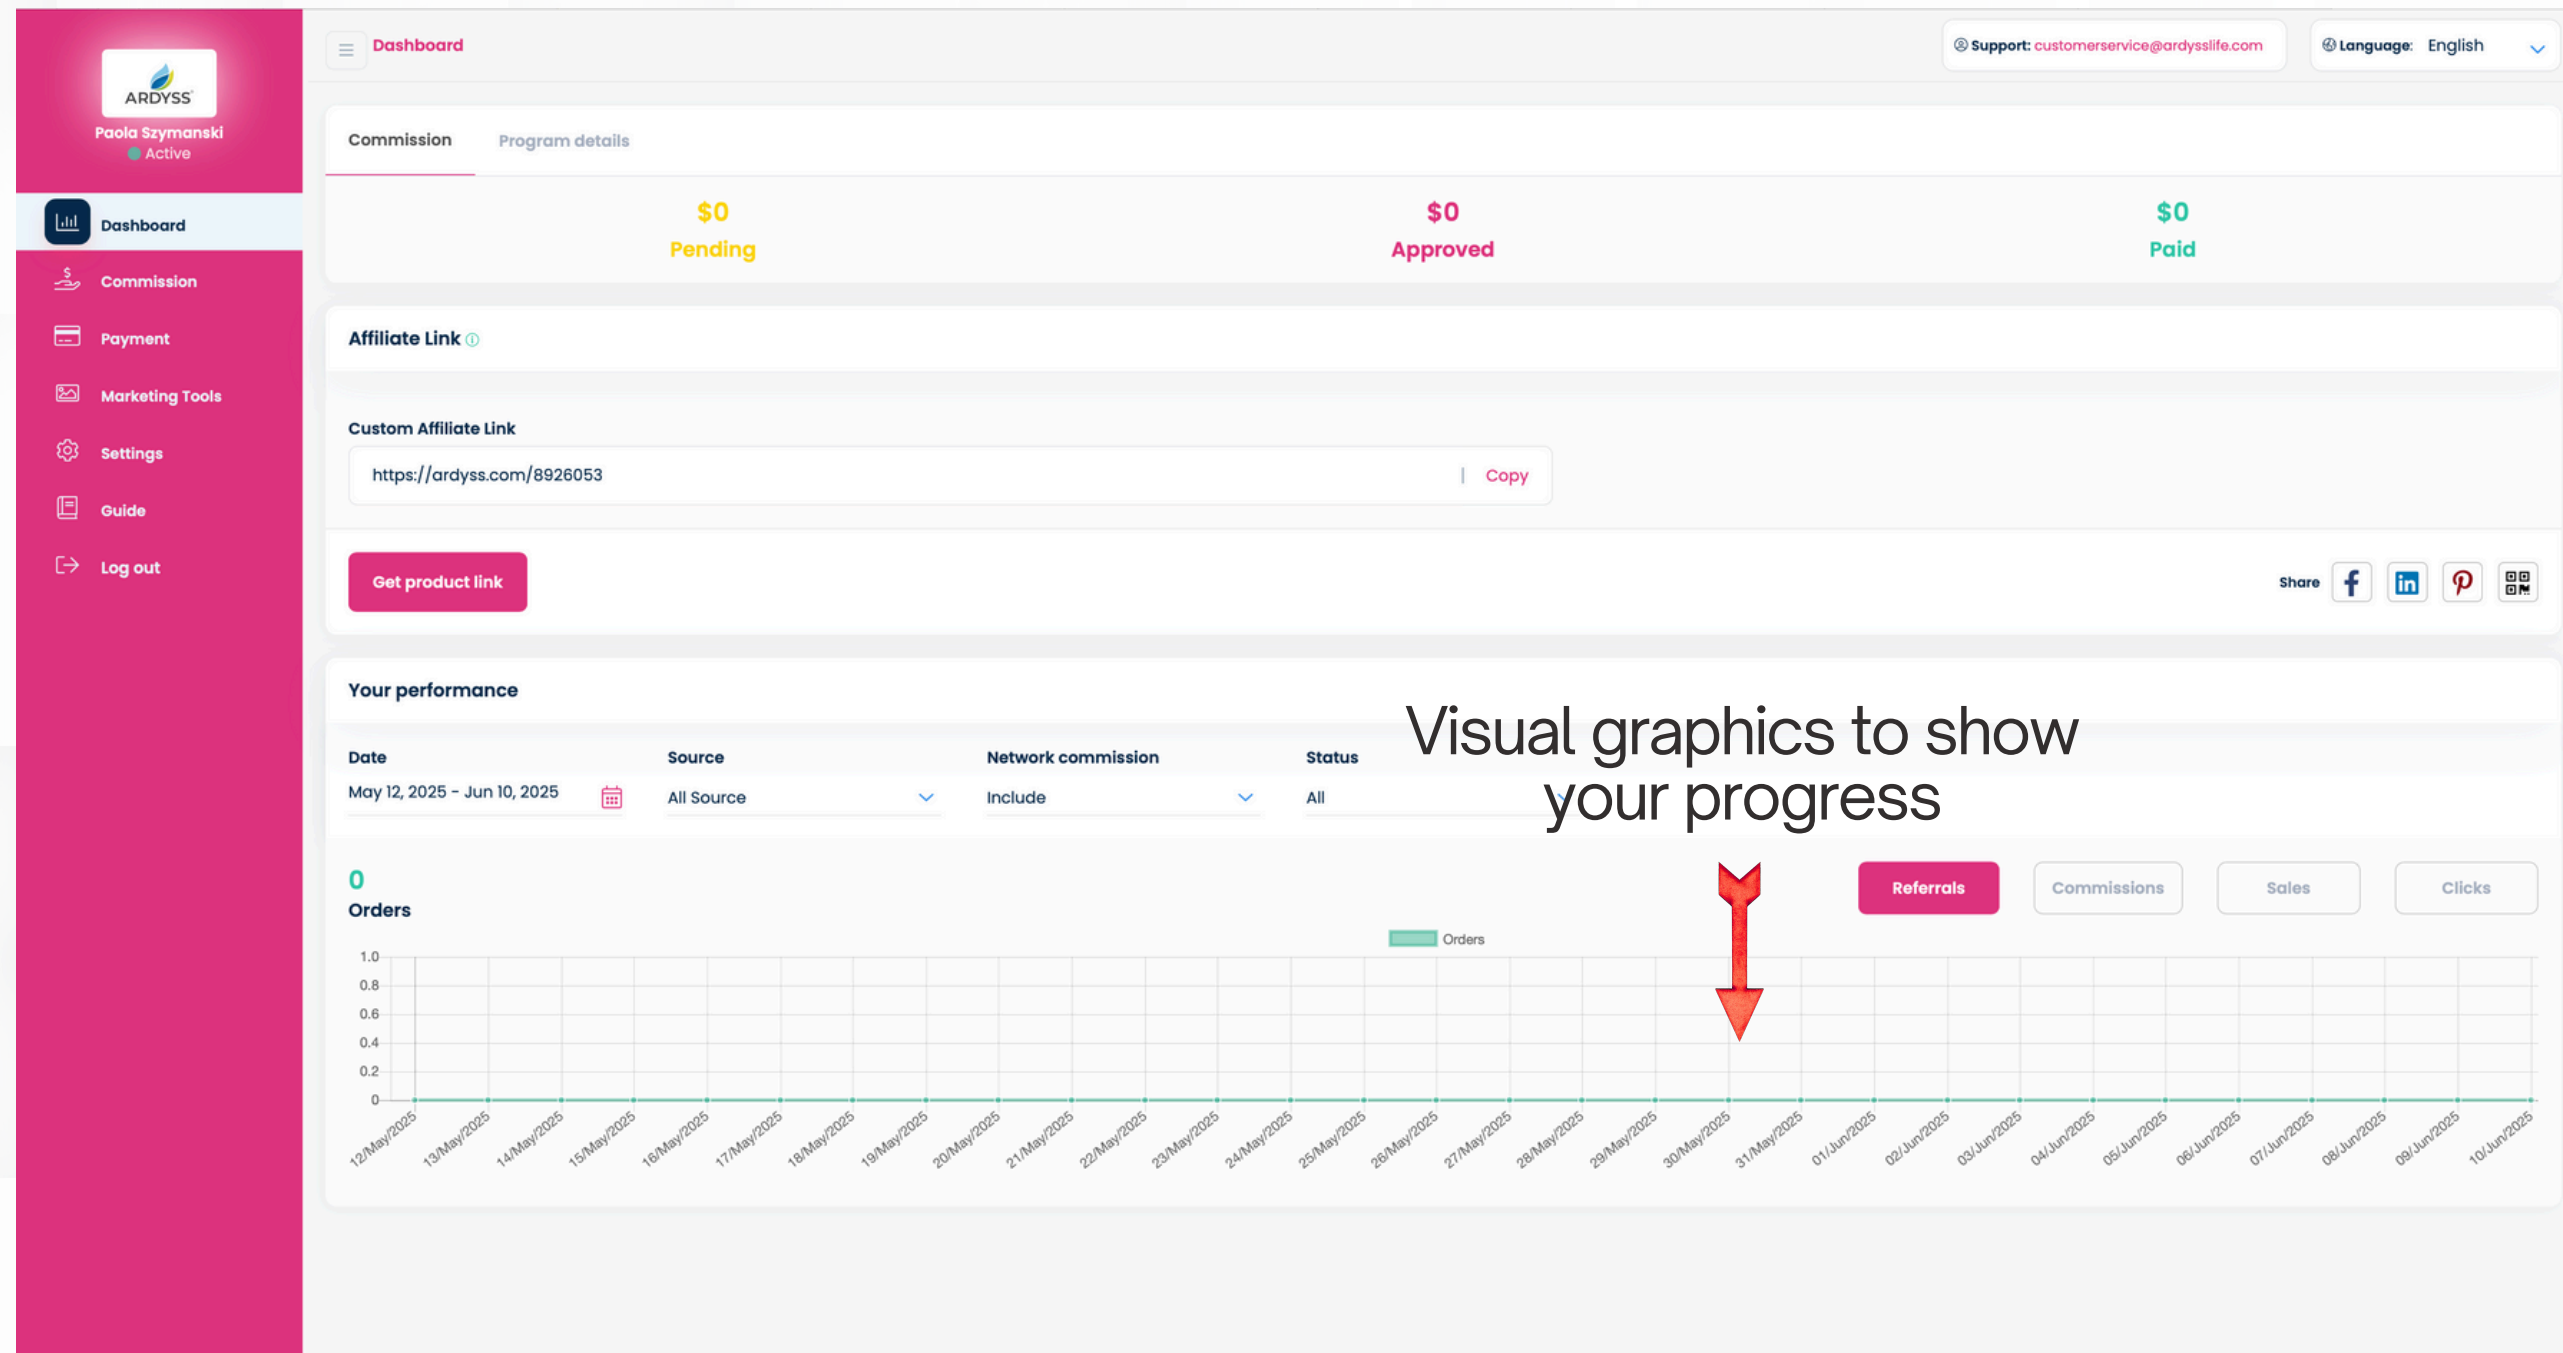 ARDYSS
Paola Szymanski
Active
Dashboard
Commission
Payment
Marketing Tools
Settings
Guide
Log out
Dashboard
Support: customerservice@ardysslife.com
Language: English
Commission Program details
$0 $0 $0
Pending Approved Paid
Affiliate Link
Custom Affiliate Link
https://ardyss.com/8926053 | Copy
Get product link
Share
Your performance
Visual graphics to show
your progress
Date Source Network commission Status
May 12, 2025 - Jun 10, 2025 All Source Include All
0
Orders
Referrals Commissions Sales Clicks
Orders
1.0
0.8
0.6
0.4
0.2
0
12/May/2025 13/May/2025 14/May/2025 15/May/2025 16/May/2025 17/May/2025 18/May/2025 19/May/2025 20/May/2025 21/May/2025 22/May/2025 23/May/2025 24/May/2025 25/May/2025 26/May/2025 27/May/2025 28/May/2025 29/May/2025 30/May/2025 31/May/2025 01/Jun/2025 02/Jun/2025 03/Jun/2025 04/Jun/2025 05/Jun/2025 06/Jun/2025 07/Jun/2025 08/Jun/2025 09/Jun/2025 10/Jun/2025